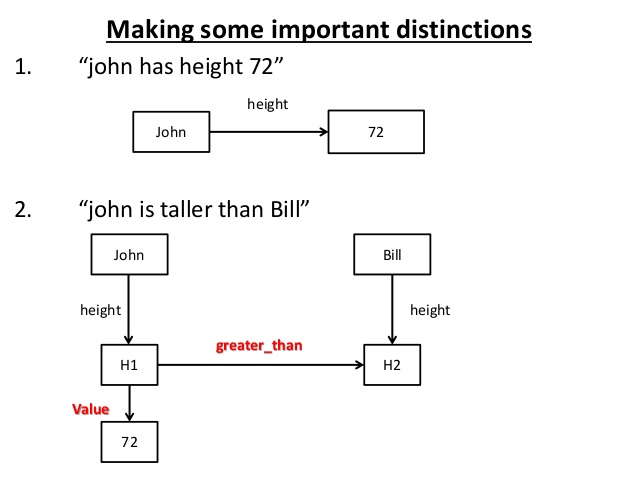 Making some important distinctions
1. “john has height 72”
height
John
72
2. “john is taller than Bill”
John
Bill
height
height
greater_than
H1
H2
Value
72